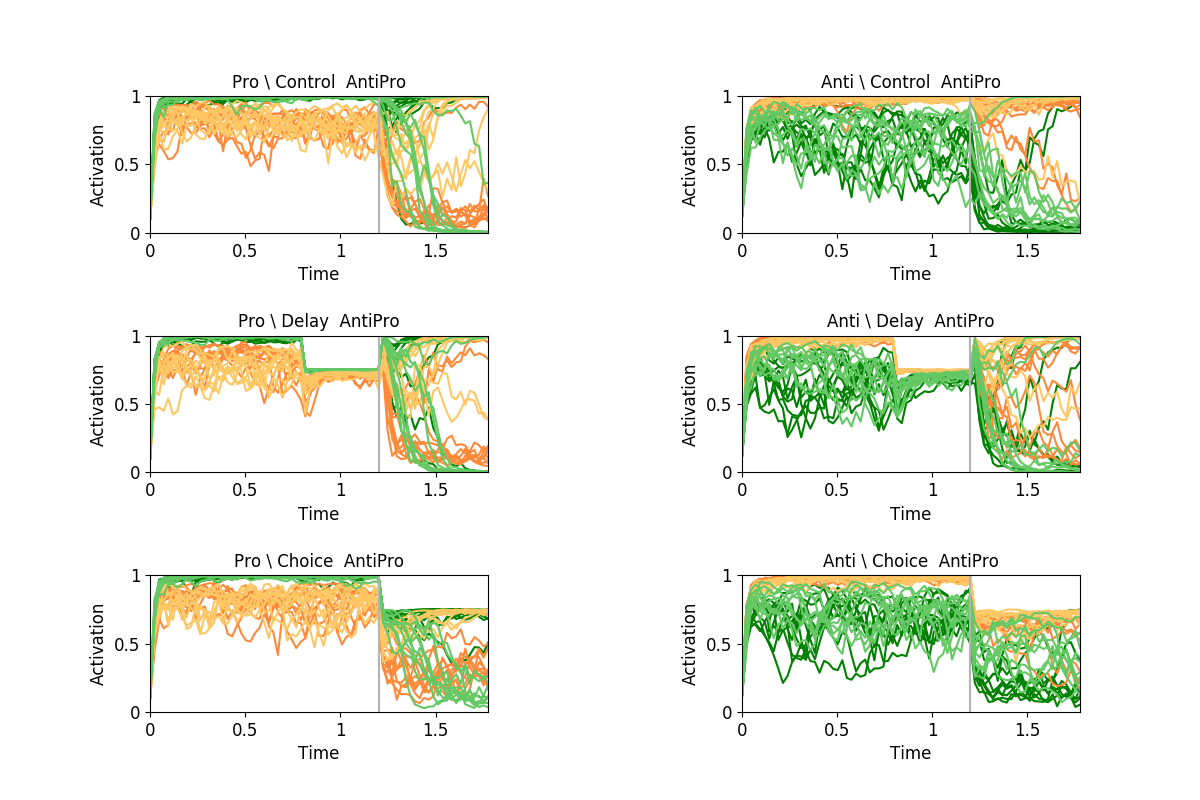 Pro \ Control  AntiPro
Activation
1
0.5
0
0
0.5
1
1.5
Time
Anti \ Control  AntiPro
Activation
1
0.5
0
0
0.5
1
1.5
Time
Pro \ Delay  AntiPro
Activation
1
0.5
0
0
0.5
1
1.5
Time
Anti \ Delay  AntiPro
Activation
1
0.5
0
0
0.5
1
1.5
Time
Pro \ Choice  AntiPro
Activation
1
0.5
0
0
0.5
1
1.5
Time
Anti \ Choice  AntiPro
Activation
1
0.5
0
0
0.5
1
1.5
Time